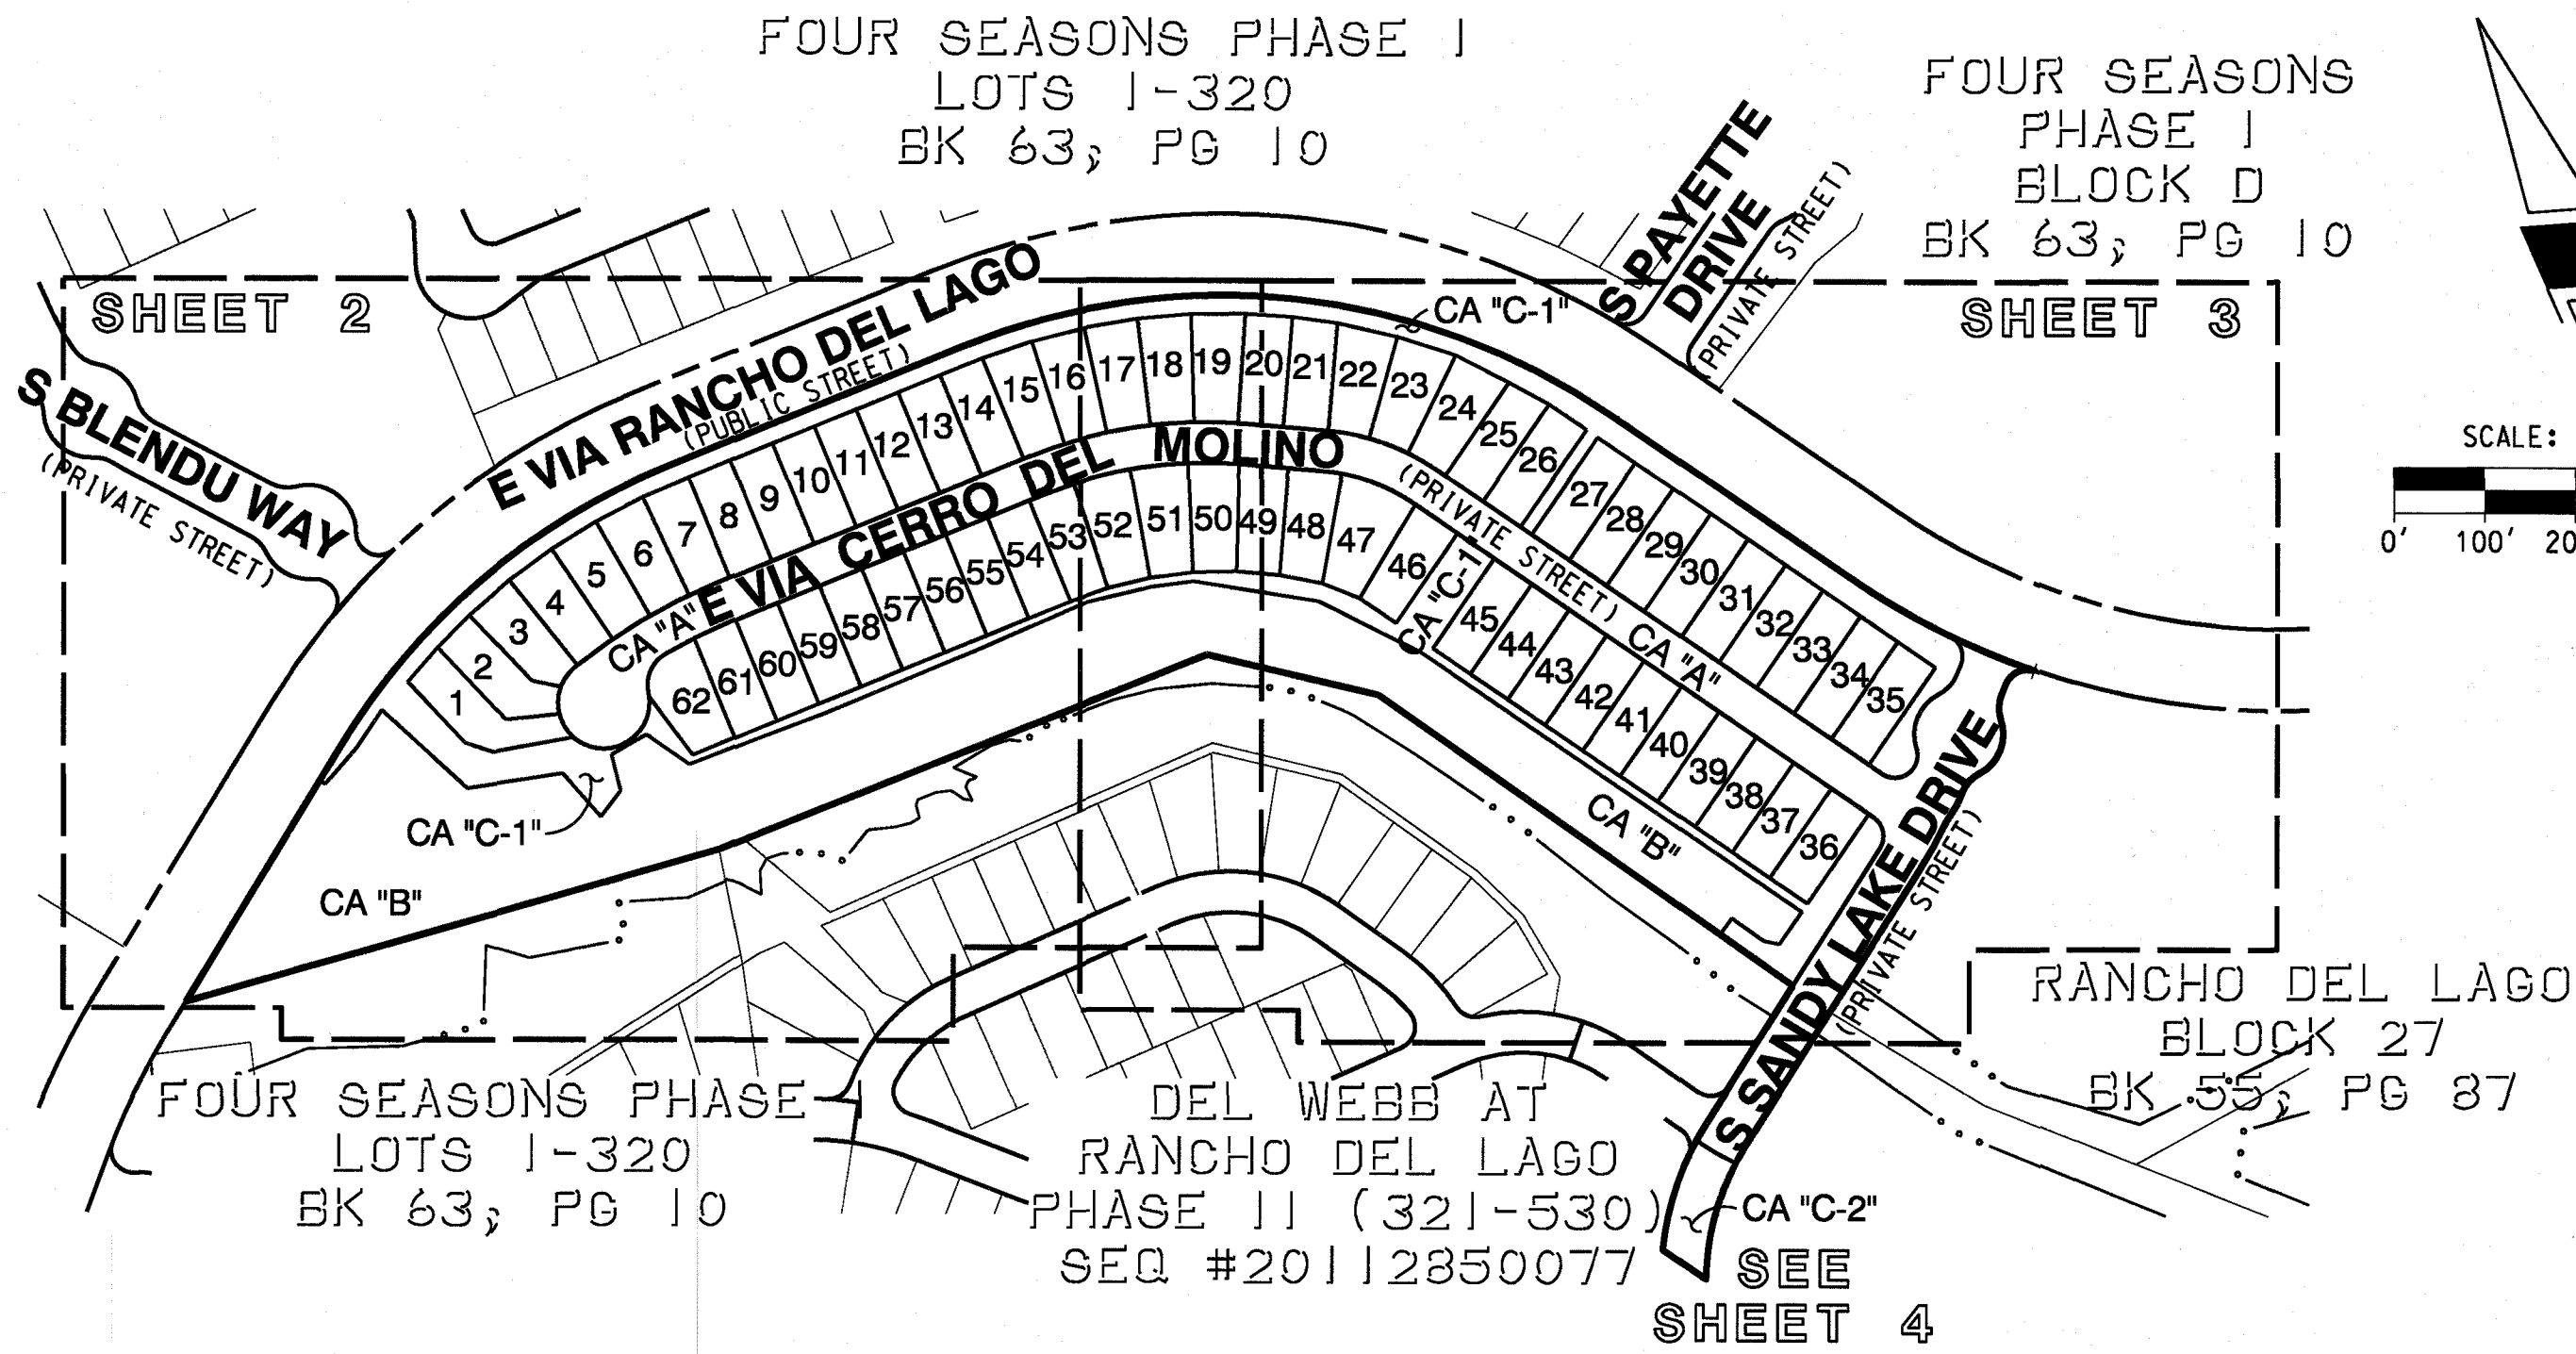 FOUR SEASONS PHASE I
LOTS 1-320
BK 63; PG 10
FOUR SEASONS
PHASE I
BLOCK D
BK 63; PG 10
S PAYETTE
DRIVE
(PRIVATE STREET)
SHEET 2
SHEET 3
E VIA RANCHO DEL LAGO
(PUBLIC STREET)
CA "C-1"
S BLENDU WAY
(PRIVATE STREET)
SCALE:
0' 100' 20
1 2 3 4 5 6 7 8 9 10 11 12 13 14 15 16 17 18 19 20 21 22 23 24 25 26 27 28 29 30 31 32 33 34 35
CA "A" E VIA CERRO DEL MOLINO
(PRIVATE STREET) CA "A"
62 61 60 59 58 57 56 55 54 53 52 51 50 49 48 47 46
CA "C-1"
45 44 43 42 41 40 39 38 37 36
CA "C-1"
CA "B"
CA "B"
S SANDY LAKE DRIVE
(PRIVATE STREET)
RANCHO DEL LAGO
BLOCK 27
BK 55; PG 87
FOUR SEASONS PHASE I
LOTS 1-320
BK 63; PG 10
DEL WEBB AT
RANCHO DEL LAGO
PHASE II (321-530)
SEQ #20112850077
CA "C-2"
SEE
SHEET 4